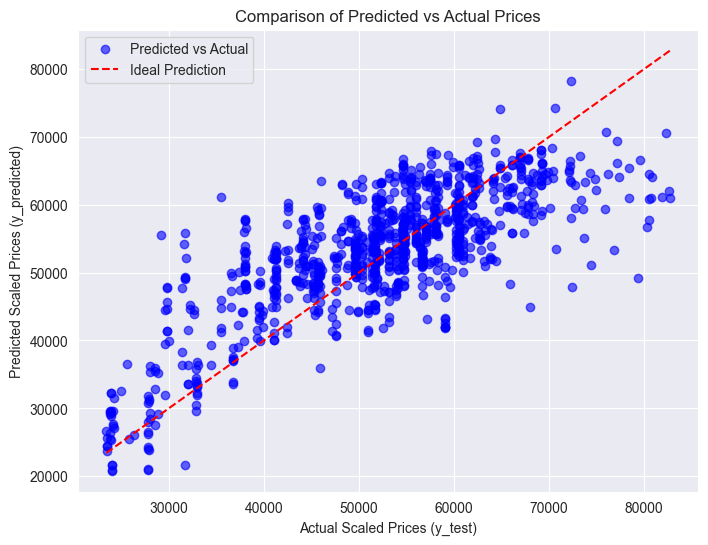 Comparison of Predicted vs Actual Prices
Predicted vs Actual
Ideal Prediction
80000
70000
60000
50000
40000
30000
20000
Predicted Scaled Prices (y_predicted)
30000
40000
50000
60000
70000
80000
Actual Scaled Prices (y_test)